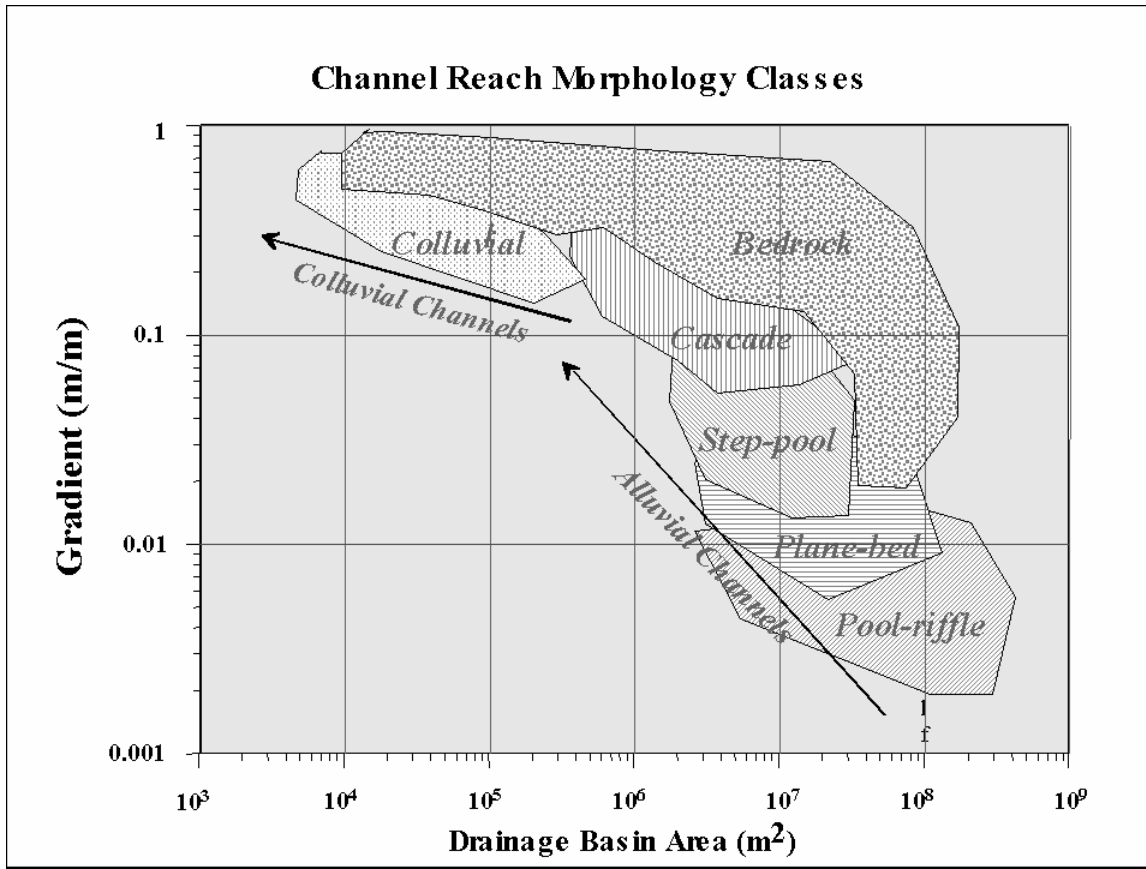 Channel Reach Morphology Classes
Gradient (m/m)
1
0.1
0.01
0.001
Colluvial
Bedrock
Colluvial Channels
Cascade
Step-pool
Alluvial Channels
Plane-bed
Pool-riffle
l
f
10³
10⁴
10⁵
10⁶
10⁷
10⁸
10⁹
Drainage Basin Area (m²)